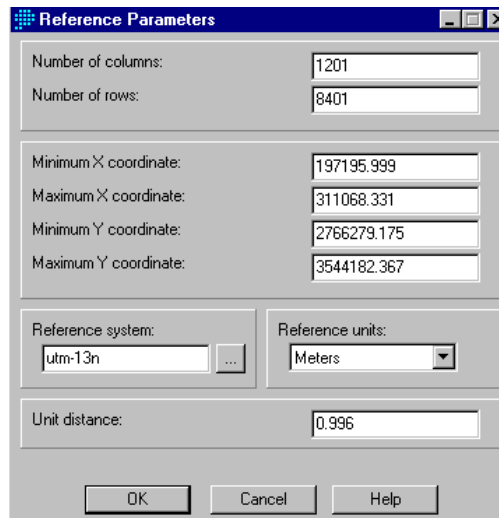 Reference Parameters
Number of columns: 1201
Number of rows: 8401
Minimum X coordinate: 197195.999
Maximum X coordinate: 311068.331
Minimum Y coordinate: 2766279.175
Maximum Y coordinate: 3544182.367
Reference system: Reference units:
utm-13n ... Meters
Unit distance: 0.996
OK Cancel Help